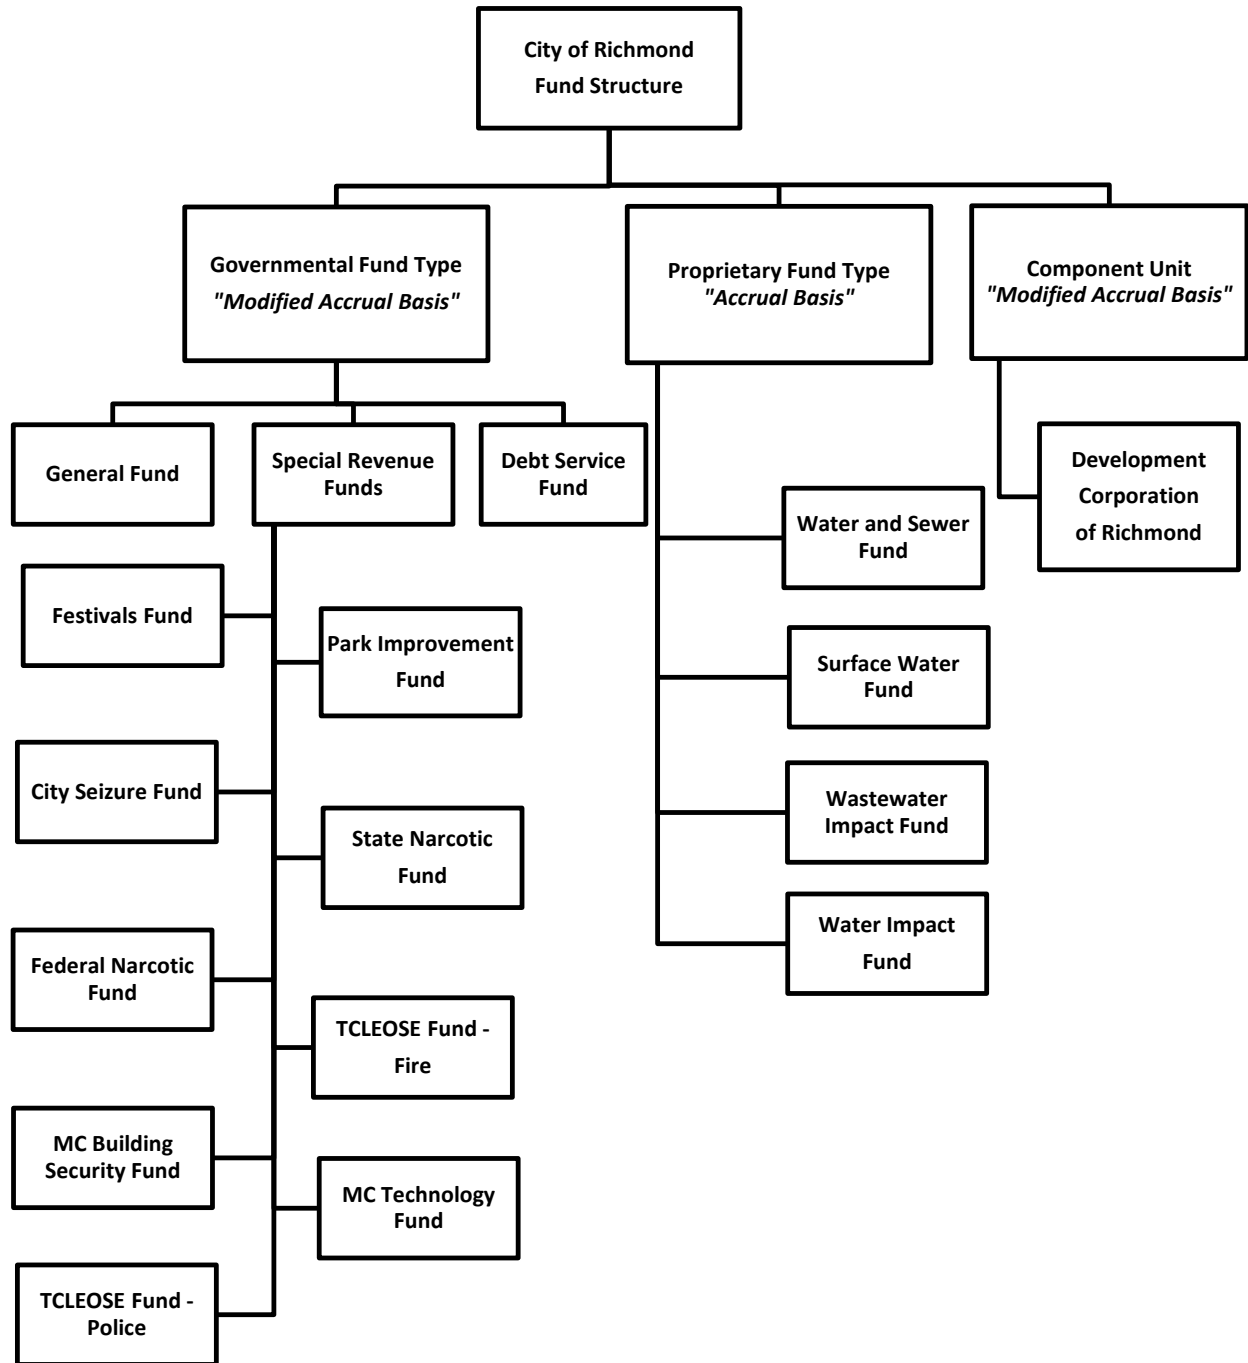 City of Richmond
Fund Structure
Governmental Fund Type
"Modified Accrual Basis"
Proprietary Fund Type
"Accrual Basis"
Component Unit
"Modified Accrual Basis"
General Fund
Special Revenue
Funds
Debt Service
Fund
Festivals Fund
Park Improvement
Fund
City Seizure Fund
State Narcotic
Fund
Federal Narcotic
Fund
TCLEOSE Fund -
Fire
MC Building
Security Fund
MC Technology
Fund
TCLEOSE Fund -
Police
Water and Sewer
Fund
Surface Water
Fund
Wastewater
Impact Fund
Water Impact
Fund
Development
Corporation
of Richmond